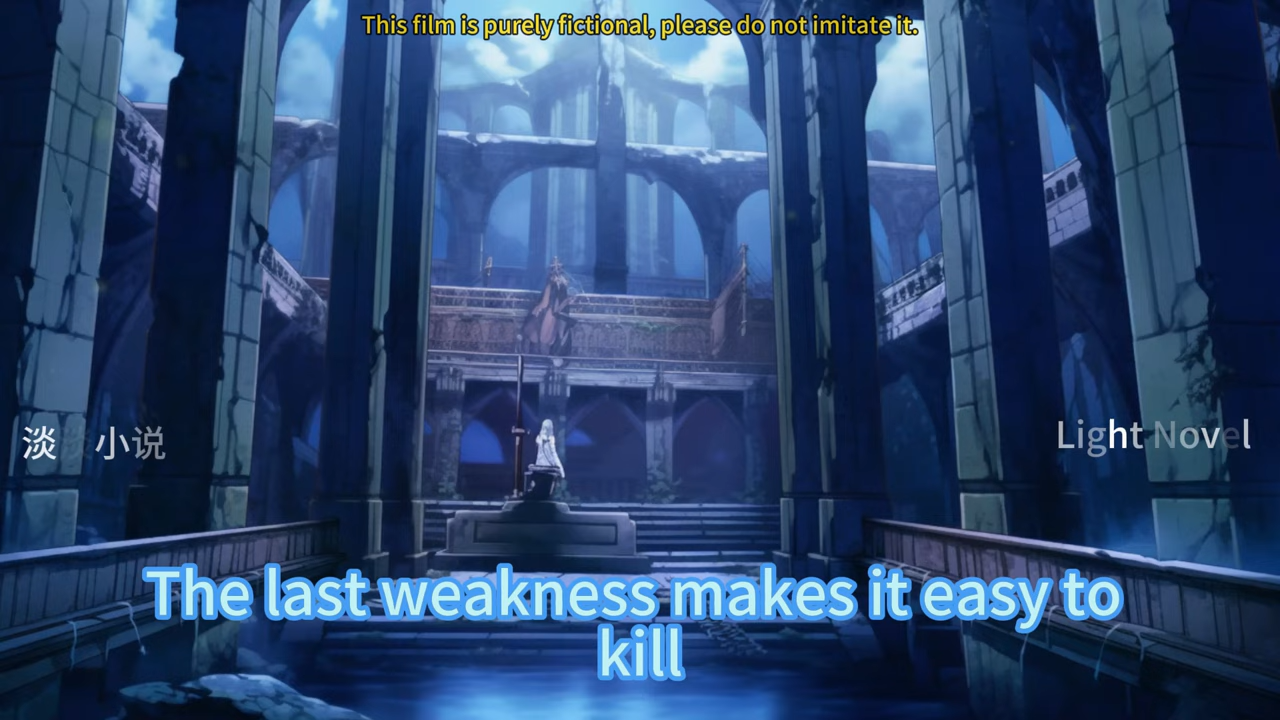 This film is purely fictional, please do not imitate it.
淡淡小说
Light Novel
The last weakness makes it easy to
kill